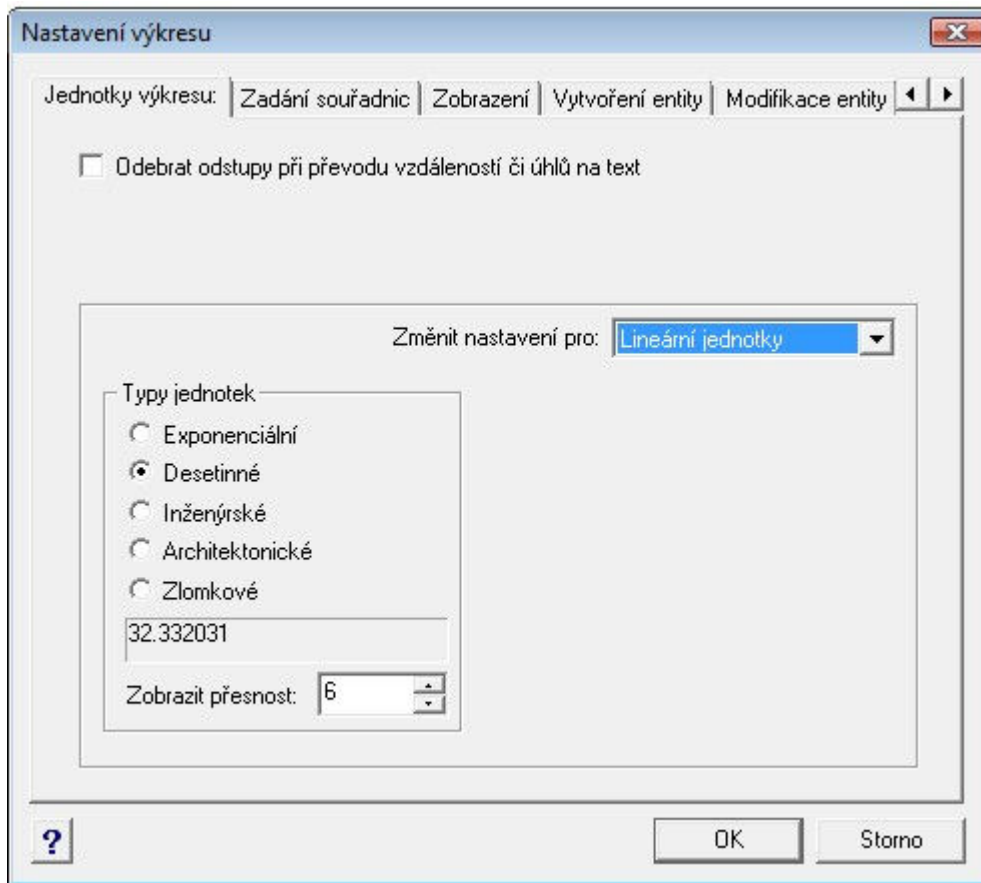 Nastavení výkresu
Jednotky výkresu: Zadání souřadnic Zobrazení Vytvoření entity Modifikace entity
Odebrat odstupy při převodu vzdáleností či úhlů na text
Změnit nastavení pro: Lineární jednotky
Typy jednotek
Exponenciální
Desetinné
Inženýrské
Architektonické
Zlomkové
32.332031
Zobrazit přesnost: 6
? OK Storno